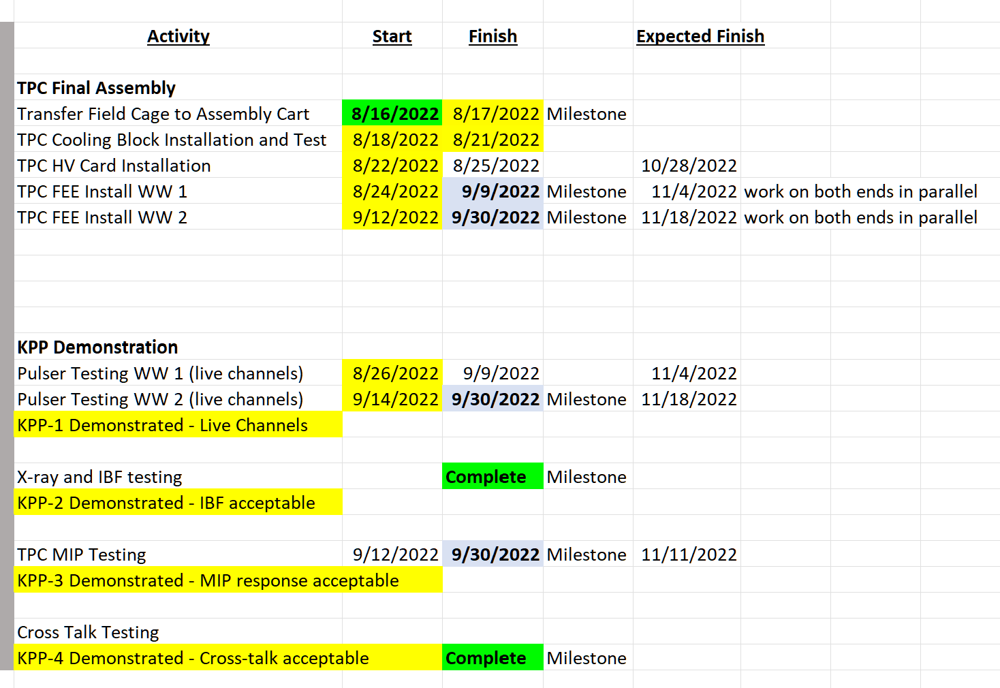 Activity Start Finish Expected Finish
TPC Final Assembly
Transfer Field Cage to Assembly Cart 8/16/2022 8/17/2022 Milestone
TPC Cooling Block Installation and Test 8/18/2022 8/21/2022
TPC HV Card Installation 8/22/2022 8/25/2022 10/28/2022
TPC FEE Install WW 1 8/24/2022 9/9/2022 Milestone 11/4/2022 work on both ends in parallel
TPC FEE Install WW 2 9/12/2022 9/30/2022 Milestone 11/18/2022 work on both ends in parallel
KPP Demonstration
Pulser Testing WW 1 (live channels) 8/26/2022 9/9/2022 11/4/2022
Pulser Testing WW 2 (live channels) 9/14/2022 9/30/2022 Milestone 11/18/2022
KPP-1 Demonstrated - Live Channels
X-ray and IBF testing Complete Milestone
KPP-2 Demonstrated - IBF acceptable
TPC MIP Testing 9/12/2022 9/30/2022 Milestone 11/11/2022
KPP-3 Demonstrated - MIP response acceptable
Cross Talk Testing
KPP-4 Demonstrated - Cross-talk acceptable Complete Milestone